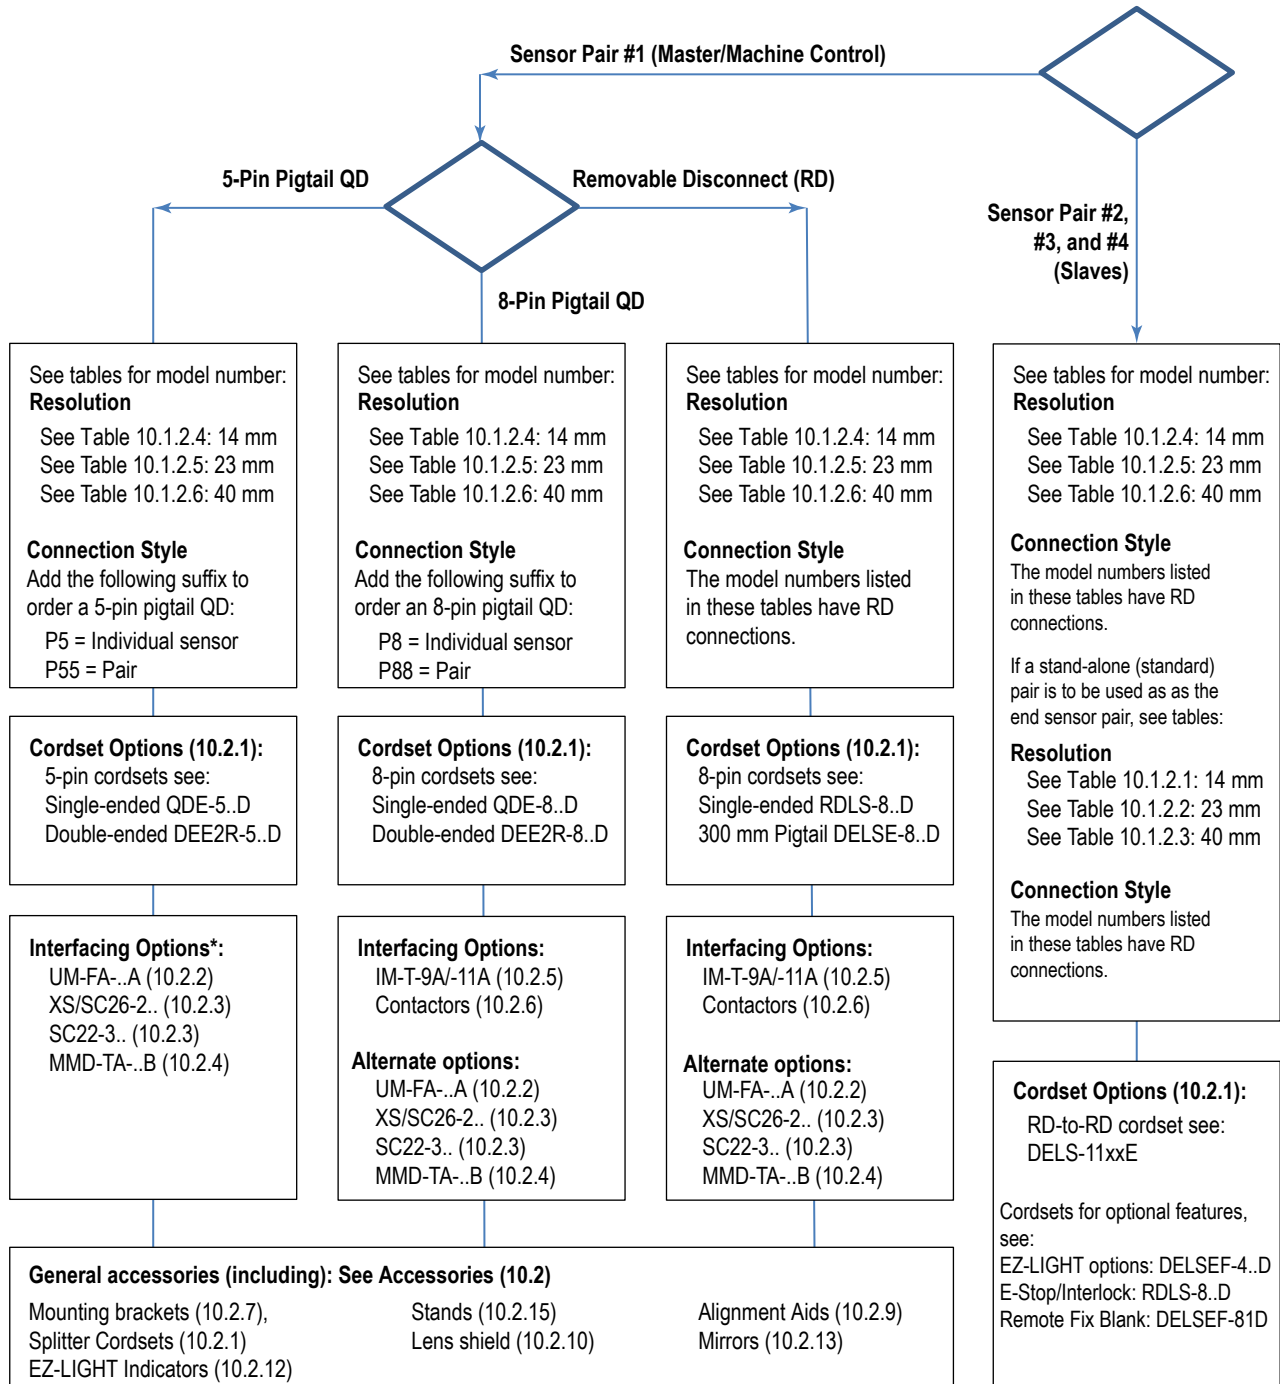 Sensor Pair #1 (Master/Machine Control)
5-Pin Pigtail QD
Removable Disconnect (RD)
8-Pin Pigtail QD
Sensor Pair #2,
#3, and #4
(Slaves)
See tables for model number:
Resolution
See Table 10.1.2.4: 14 mm
See Table 10.1.2.5: 23 mm
See Table 10.1.2.6: 40 mm
Connection Style
Add the following suffix to
order a 5-pin pigtail QD:
P5 = Individual sensor
P55 = Pair
Cordset Options (10.2.1):
5-pin cordsets see:
Single-ended QDE-5..D
Double-ended DEE2R-5..D
Interfacing Options*:
UM-FA-..A (10.2.2)
XS/SC26-2.. (10.2.3)
SC22-3.. (10.2.3)
MMD-TA-..B (10.2.4)
See tables for model number:
Resolution
See Table 10.1.2.4: 14 mm
See Table 10.1.2.5: 23 mm
See Table 10.1.2.6: 40 mm
Connection Style
Add the following suffix to
order an 8-pin pigtail QD:
P8 = Individual sensor
P88 = Pair
Cordset Options (10.2.1):
8-pin cordsets see:
Single-ended QDE-8..D
Double-ended DEE2R-8..D
Interfacing Options:
IM-T-9A/-11A (10.2.5)
Contactors (10.2.6)
Alternate options:
UM-FA-..A (10.2.2)
XS/SC26-2.. (10.2.3)
SC22-3.. (10.2.3)
MMD-TA-..B (10.2.4)
See tables for model number:
Resolution
See Table 10.1.2.4: 14 mm
See Table 10.1.2.5: 23 mm
See Table 10.1.2.6: 40 mm
Connection Style
The model numbers listed
in these tables have RD
connections.
Cordset Options (10.2.1):
8-pin cordsets see:
Single-ended RDLS-8..D
300 mm Pigtail DELSE-8..D
Interfacing Options:
IM-T-9A/-11A (10.2.5)
Contactors (10.2.6)
Alternate options:
UM-FA-..A (10.2.2)
XS/SC26-2.. (10.2.3)
SC22-3.. (10.2.3)
MMD-TA-..B (10.2.4)
See tables for model number:
Resolution
See Table 10.1.2.4: 14 mm
See Table 10.1.2.5: 23 mm
See Table 10.1.2.6: 40 mm
Connection Style
The model numbers listed
in these tables have RD
connections.
If a stand-alone (standard)
pair is to be used as as the
end sensor pair, see tables:
Resolution
See Table 10.1.2.1: 14 mm
See Table 10.1.2.2: 23 mm
See Table 10.1.2.3: 40 mm
Connection Style
The model numbers listed
in these tables have RD
connections.
Cordset Options (10.2.1):
RD-to-RD cordset see:
DELS-11xxE
Cordsets for optional features,
see:
EZ-LIGHT options: DELSEF-4..D
E-Stop/Interlock: RDLS-8..D
Remote Fix Blank: DELSEF-81D
General accessories (including): See Accessories (10.2)
Mounting brackets (10.2.7),
Splitter Cordsets (10.2.1)
EZ-LIGHT Indicators (10.2.12)
Stands (10.2.15)
Lens shield (10.2.10)
Alignment Aids (10.2.9)
Mirrors (10.2.13)